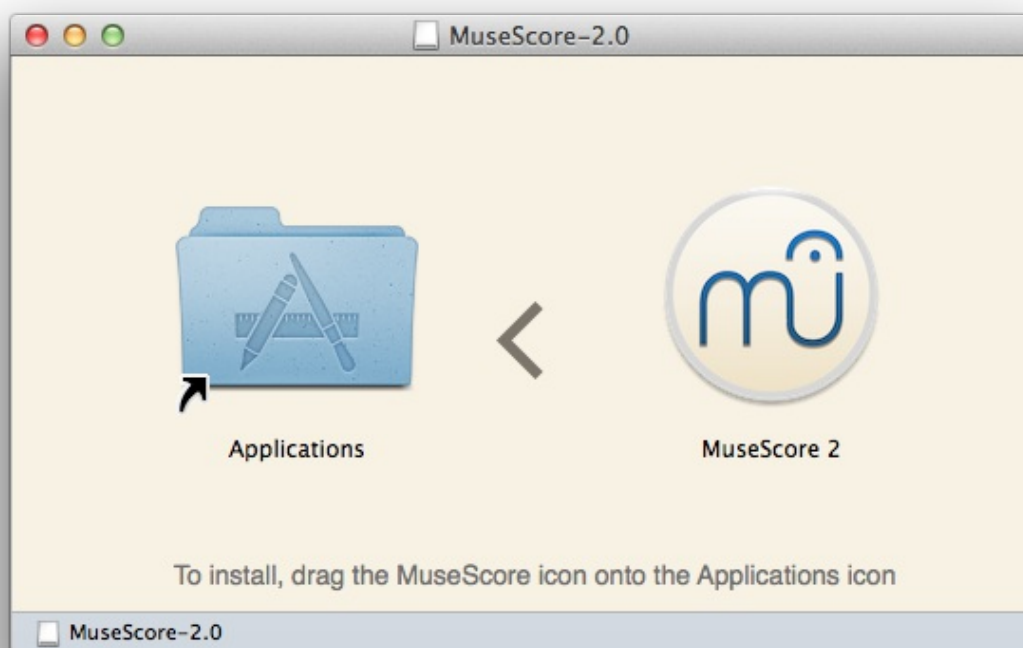 MuseScore-2.0
Applications
MuseScore 2
To install, drag the MuseScore icon onto the Applications icon
MuseScore-2.0